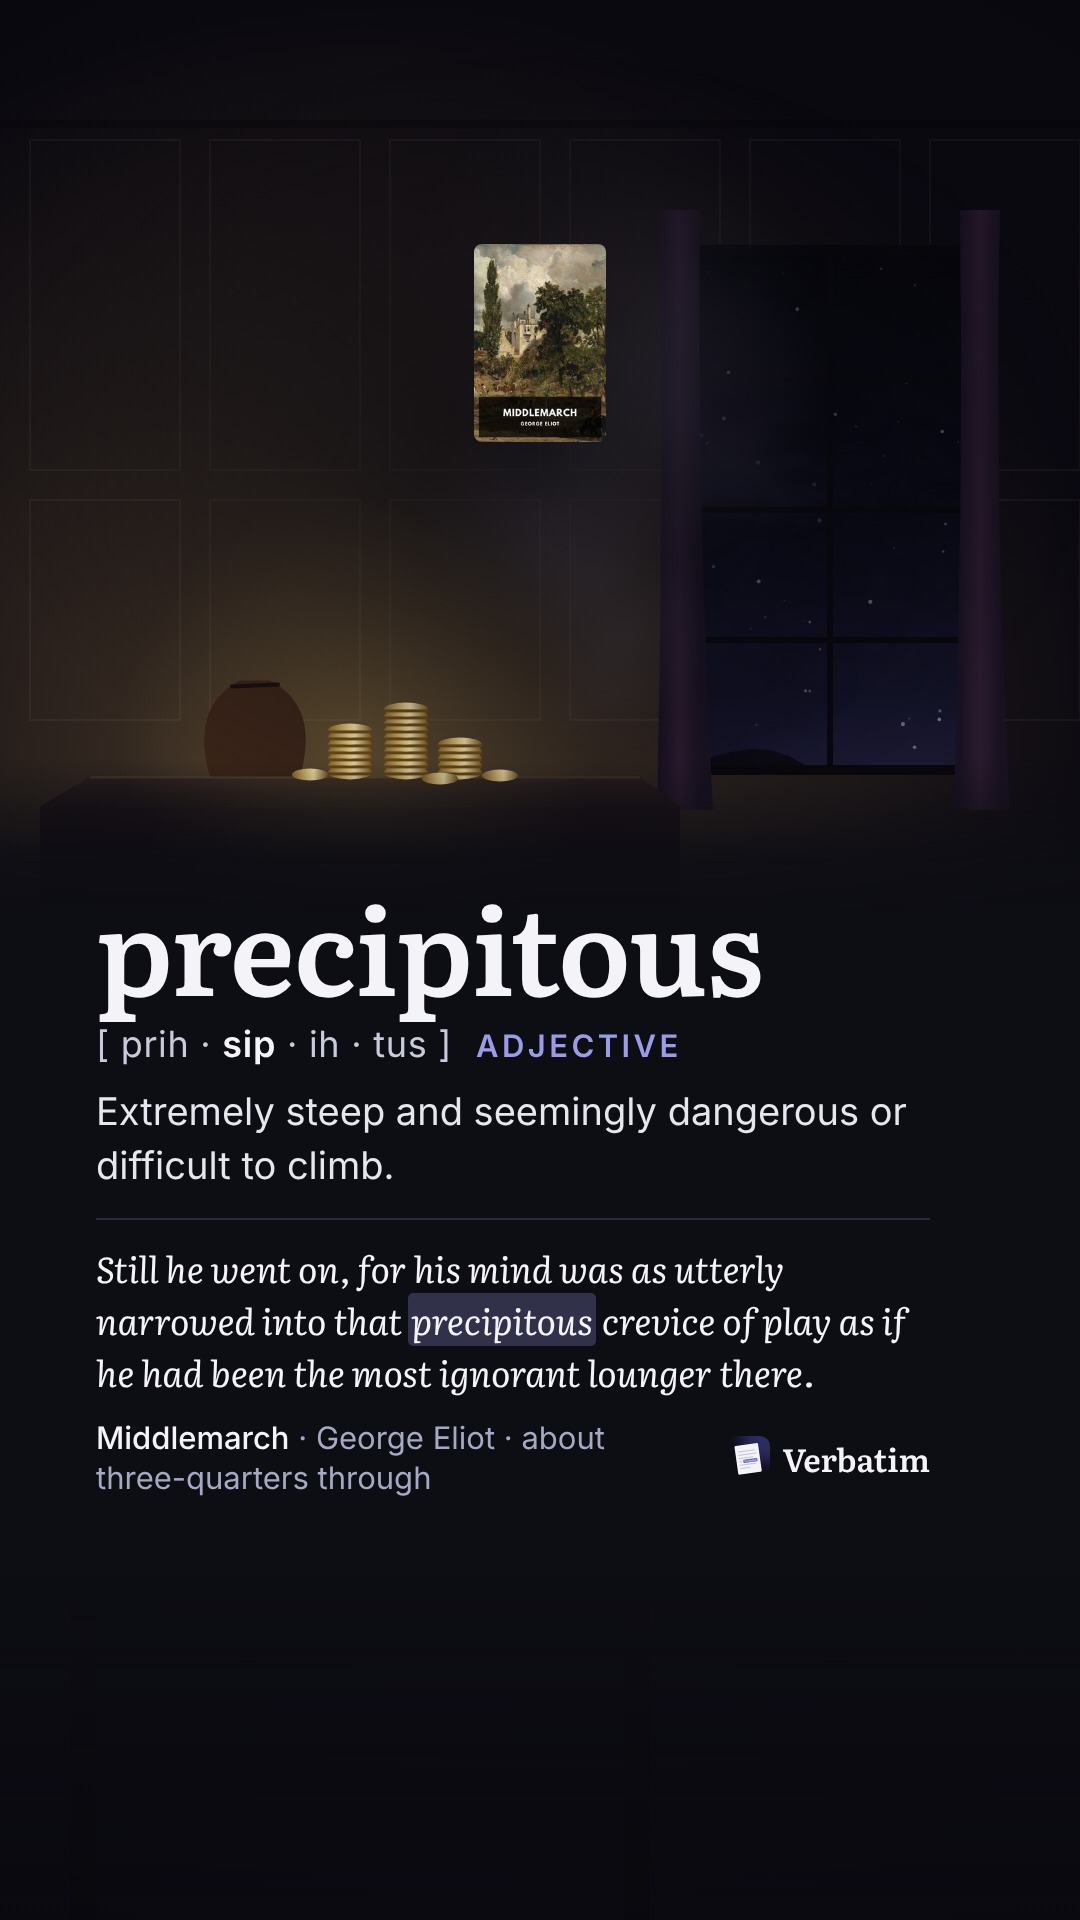 MIDDLEMARCH
GEORGE ELIOT
precipitous
[ prih · sip · ih · tus ] ADJECTIVE
Extremely steep and seemingly dangerous or
difficult to climb.
Still he went on, for his mind was as utterly
narrowed into that precipitous crevice of play as if
he had been the most ignorant lounger there.
Middlemarch · George Eliot · about
three-quarters through
Verbatim